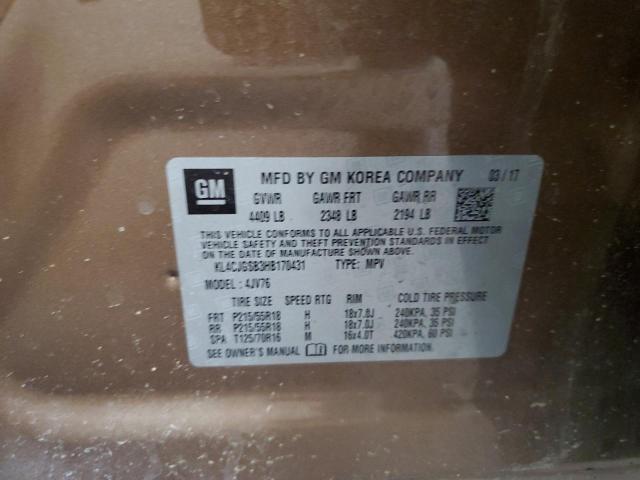 GM MFD BY GM KOREA COMPANY 03/17
GVWR GAWR FRT GAWR RR
4409 LB 2348 LB 2194 LB
THIS VEHICLE CONFORMS TO ALL APPLICABLE U.S. FEDERAL MOTOR
VEHICLE SAFETY AND THEFT PREVENTION STANDARDS IN EFFECT
ON THE DATE OF MANUFACTURE SHOWN ABOVE.
KL4CJGSB3HB170431 TYPE: MPV
MODEL: 4JV76
TIRE SIZE SPEED RTG RIM COLD TIRE PRESSURE
FRT P215/55R18 H 18x7.0J 240KPA, 35 PSI
RR P215/55R18 H 18x7.0J 240KPA, 35 PSI
SPA T125/70R16 M 16x4.0T 420KPA, 60 PSI
SEE OWNER'S MANUAL FOR MORE INFORMATION.